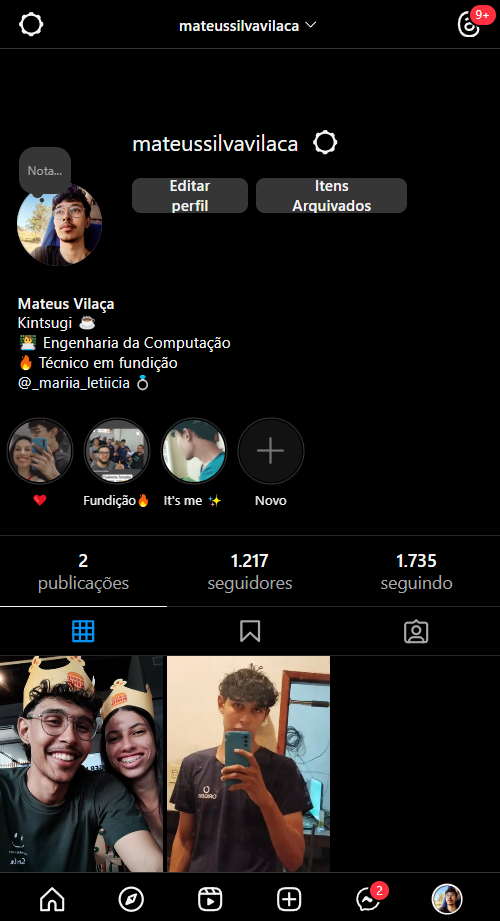 mateussilvavilaca
9+
mateussilvavilaca
Nota...
Editar
perfil
Itens
Arquivados
Mateus Vilaça
Kintsugi ☕
👨‍💻 Engenharia da Computação
🔥 Técnico em fundição
@_mariia_letiicia 💍
❤️
Fundição🔥
It's me ✨
Novo
2
publicações
1.217
seguidores
1.735
seguindo
2